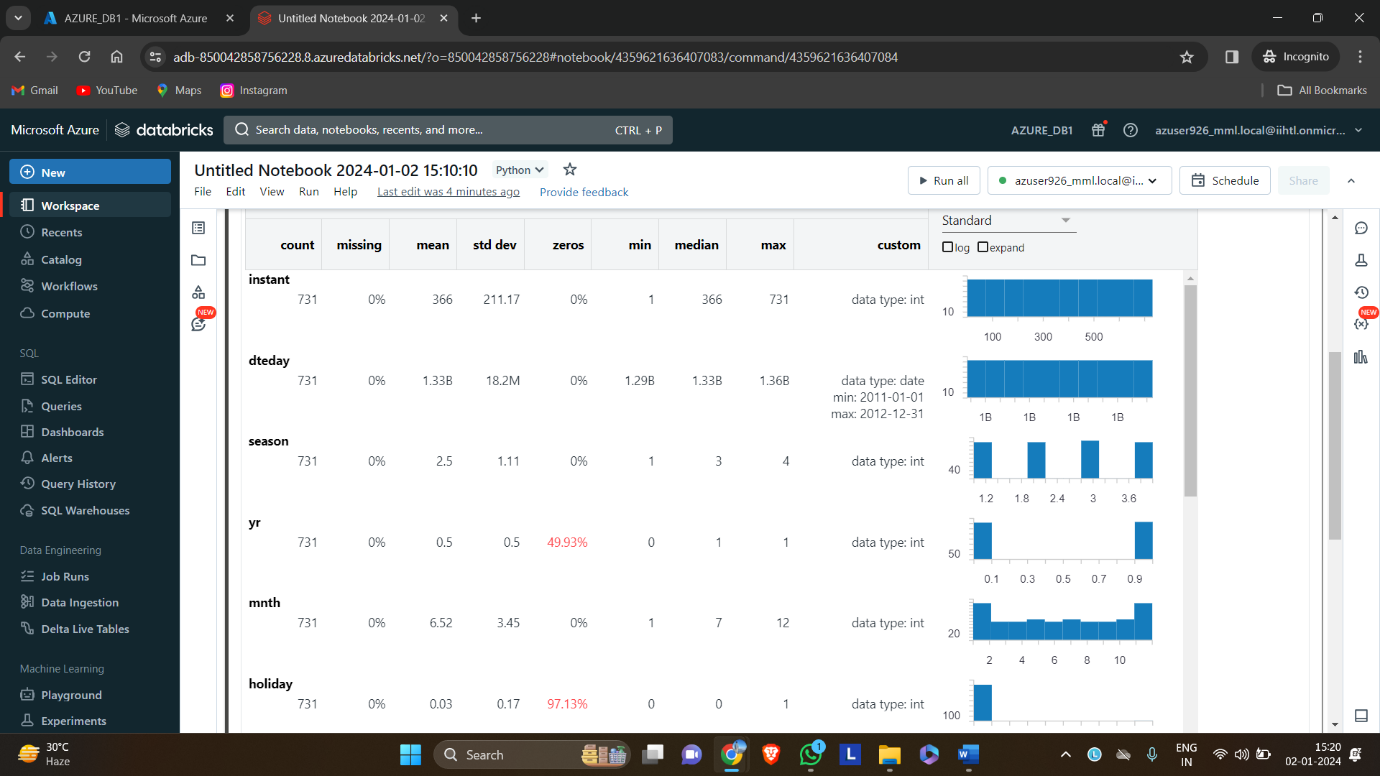 AZURE_DB1 - Microsoft Azure
Untitled Notebook 2024-01-02
adb-850042858756228.8.azuredatabricks.net/?o=850042858756228#notebook/4359621636407083/command/4359621636407084
Incognito
Gmail YouTube Maps Instagram All Bookmarks
Microsoft Azure databricks Search data, notebooks, recents, and more... CTRL + P AZURE_DB1 azuser926_mml.local@iihtl.onmicr...
New
Workspace
Recents
Catalog
Workflows
Compute
SQL
SQL Editor
Queries
Dashboards
Alerts
Query History
SQL Warehouses
Data Engineering
Job Runs
Data Ingestion
Delta Live Tables
Machine Learning
Playground
Experiments
Untitled Notebook 2024-01-02 15:10:10 Python
File Edit View Run Help Last edit was 4 minutes ago Provide feedback
Run all azuser926_mml.local@i... Schedule Share
NEW
NEW
Standard
log expand
count missing mean std dev zeros min median max custom
instant
731 0% 366 211.17 0% 1 366 731 data type: int
10
100 300 500
dteday
731 0% 1.33B 18.2M 0% 1.29B 1.33B 1.36B data type: date
min: 2011-01-01
max: 2012-12-31
10
1B 1B 1B 1B
season
731 0% 2.5 1.11 0% 1 3 4 data type: int
40
1.2 1.8 2.4 3 3.6
yr
731 0% 0.5 0.5 49.93% 0 1 1 data type: int
50
0.1 0.3 0.5 0.7 0.9
mnth
731 0% 6.52 3.45 0% 1 7 12 data type: int
20
2 4 6 8 10
holiday
731 0% 0.03 0.17 97.13% 0 0 1 data type: int
100
30°C
Haze
Search
1
L
W
ENG
IN
15:20
02-01-2024